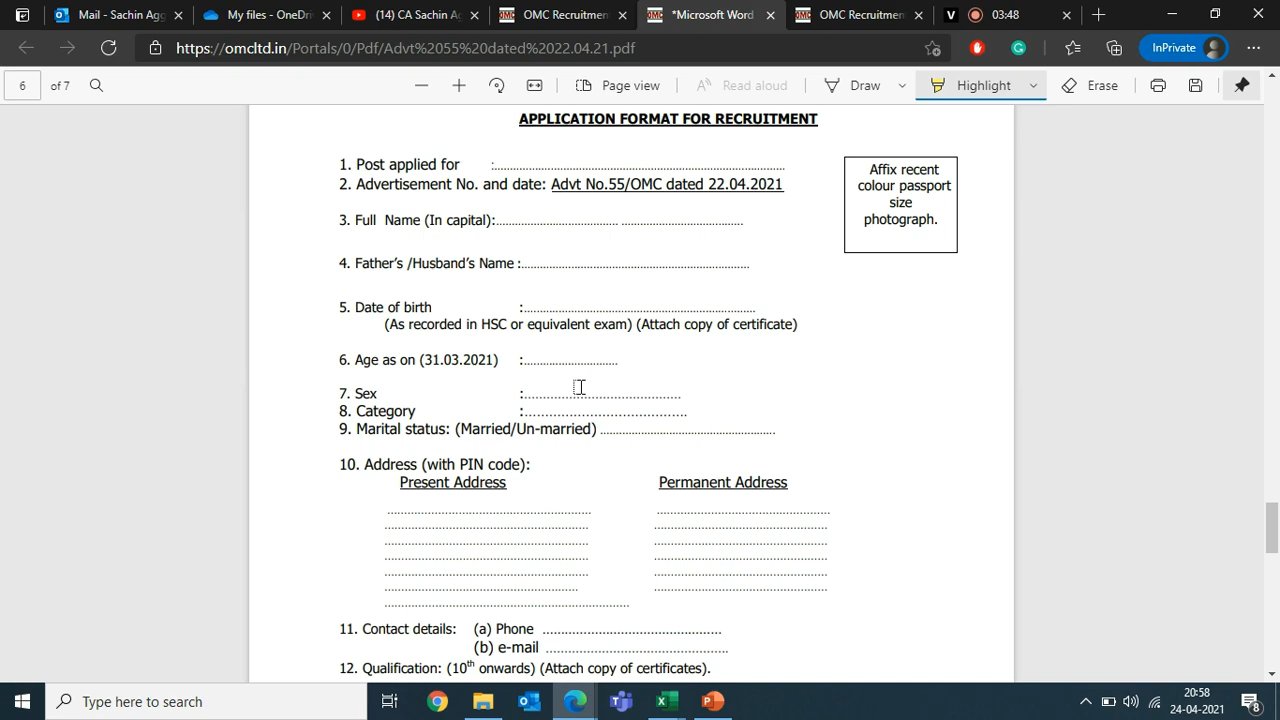 Mail - Sachin Agg
My files - OneDri
(14) CA Sachin A
OMC Recruitmen
*Microsoft Word
OMC Recruitmen
V
03:48
https://omcltd.in/Portals/0/Pdf/Advt%2055%20dated%2022.04.21.pdf
InPrivate
6 of 7
Page view
Read aloud
Draw
Highlight
Erase
APPLICATION FORMAT FOR RECRUITMENT
1. Post applied for :..........................................................................
2. Advertisement No. and date: Advt No.55/OMC dated 22.04.2021
3. Full Name (In capital):............................... ...............................
4. Father's /Husband's Name :..........................................................
5. Date of birth :..........................................................
(As recorded in HSC or equivalent exam) (Attach copy of certificate)
6. Age as on (31.03.2021) :........................
7. Sex :.......................................
8. Category :.......................................
9. Marital status: (Married/Un-married) .............................................
Affix recent
colour passport
size
photograph.
10. Address (with PIN code):
Present Address Permanent Address
.................................................... ............................................
.................................................... ............................................
.................................................... ............................................
.................................................... ............................................
.................................................... ............................................
.................................................. ............................................
..............................................................
11. Contact details: (a) Phone ..............................................
(b) e-mail ..............................................
12. Qualification: (10th onwards) (Attach copy of certificates).
Type here to search
20:58
24-04-2021
8